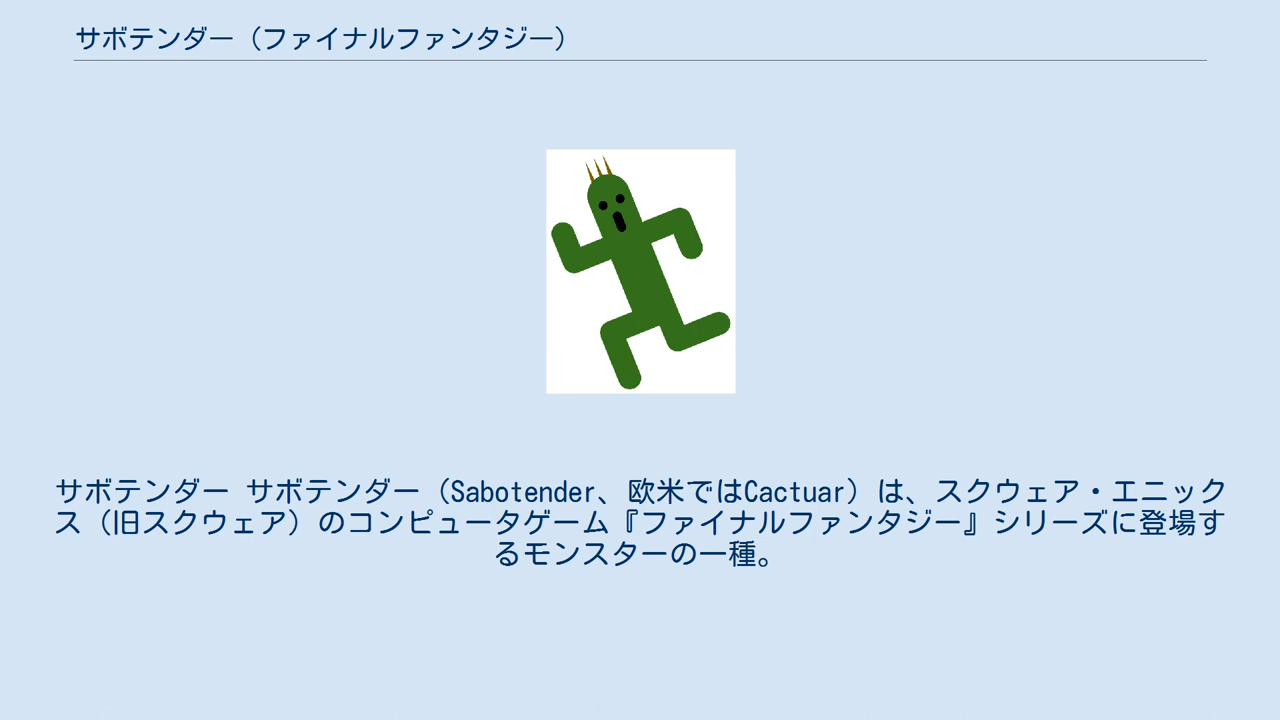 サボテンダー（ファイナルファンタジー）
サボテンダー サボテンダー（Sabotender、欧米ではCactuar）は、スクウェア・エニック
ス（旧スクウェア）のコンピュータゲーム『ファイナルファンタジー』シリーズに登場す
るモンスターの一種。